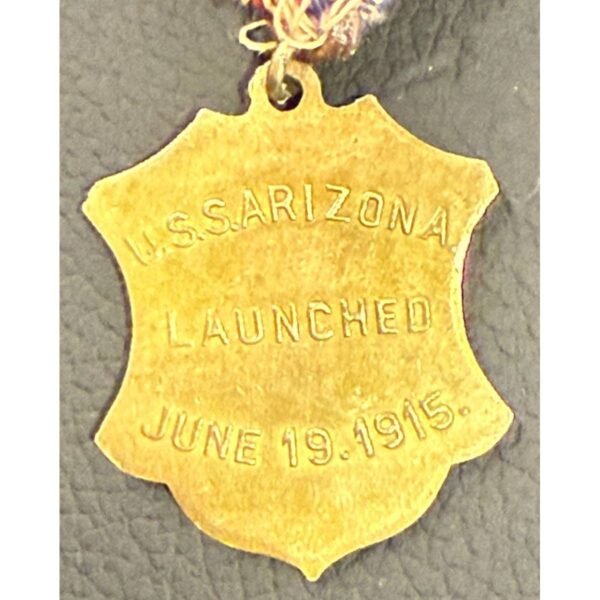 U.S.S. ARIZONA
LAUNCHED
JUNE 19. 1915.